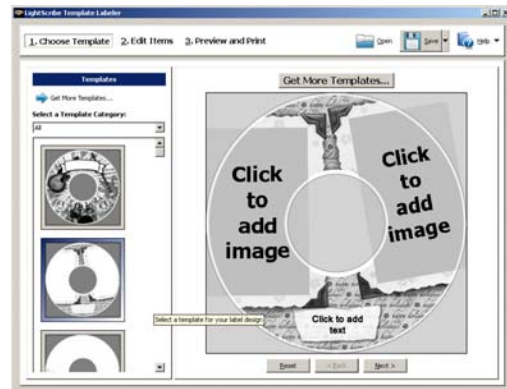 LightScribe Template Labeler
1. Choose Template 2. Edit Items 3. Preview and Print Open Save Help
Templates
Get More Templates...
Select a Template Category:
All
Get More Templates...
Click
to
add
image
Click
to
add
image
Click to add
text
Select a template for your label design
Reset < Back Next >